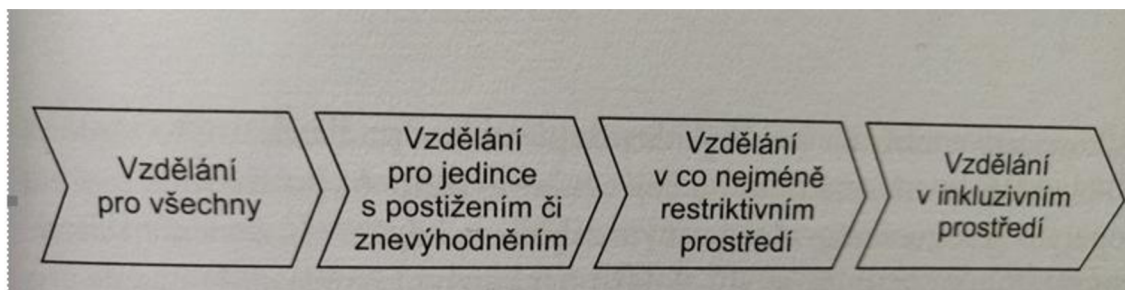 Vzdělání
pro všechny
Vzdělání
pro jedince
s postižením či
znevýhodněním
Vzdělání
v co nejméně
restriktivním
prostředí
Vzdělání
v inkluzivním
prostředí